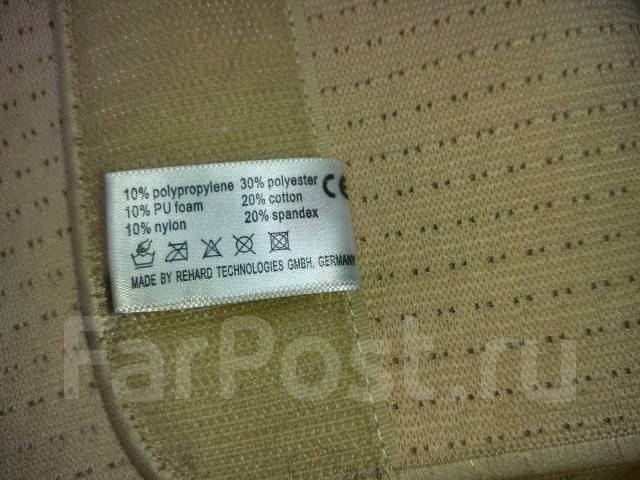 10% polypropylene 30% polyester
10% PU foam 20% cotton
10% nylon 20% spandex
CE
MADE BY REHARD TECHNOLOGIES GMBH, GERMANY
FarPost.ru